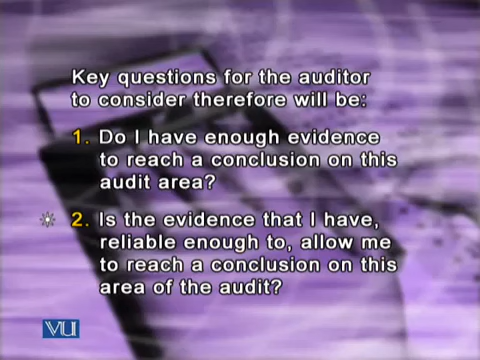 Key questions for the auditor
to consider therefore will be:
1. Do I have enough evidence
to reach a conclusion on this
audit area?
2. Is the evidence that I have,
reliable enough to, allow me
to reach a conclusion on this
area of the audit?
VU